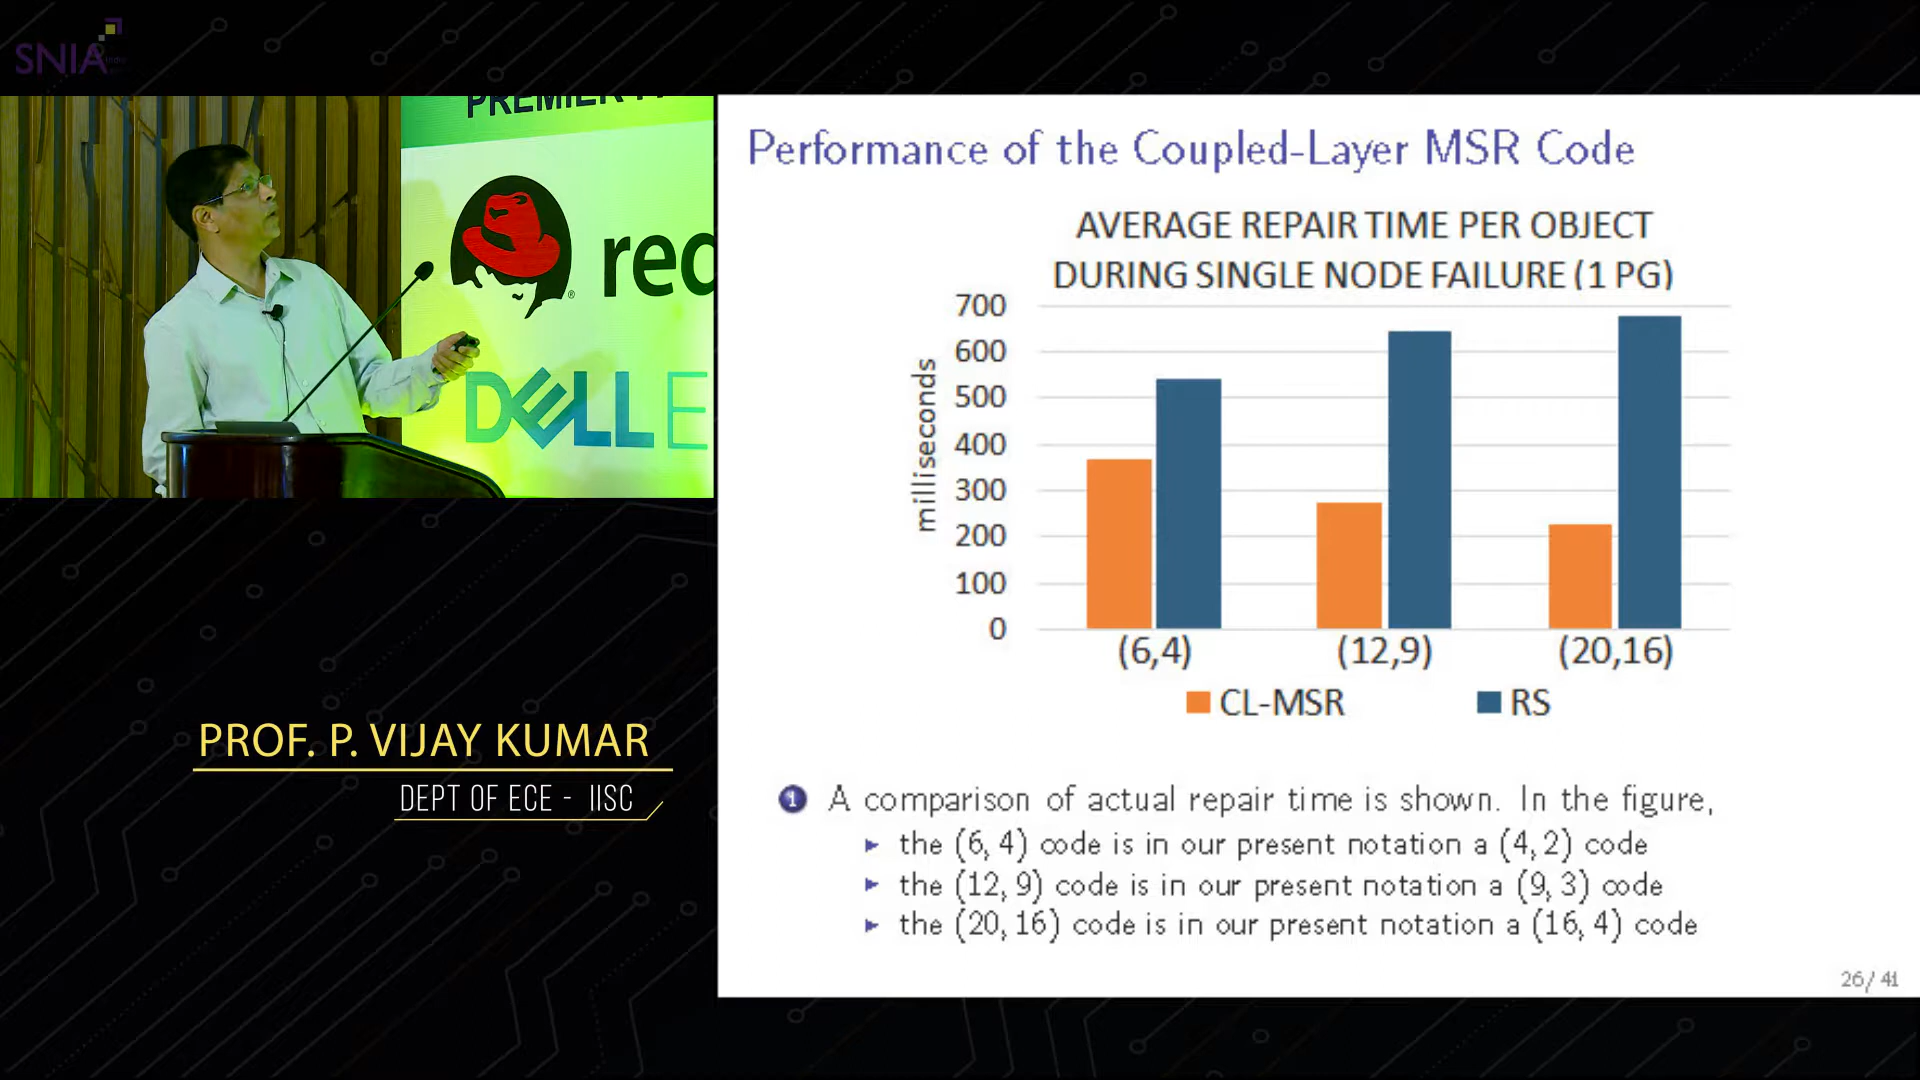 SNIA
PREMIER
red
DELL E
Performance of the Coupled-Layer MSR Code
AVERAGE REPAIR TIME PER OBJECT
DURING SINGLE NODE FAILURE (1 PG)
milliseconds
700
600
500
400
300
200
100
0
(6,4) (12,9) (20,16)
CL-MSR RS
1 A comparison of actual repair time is shown. In the figure,
► the (6, 4) code is in our present notation a (4, 2) code
► the (12, 9) code is in our present notation a (9, 3) code
► the (20, 16) code is in our present notation a (16, 4) code
26 / 41
PROF. P. VIJAY KUMAR
DEPT OF ECE - IISC